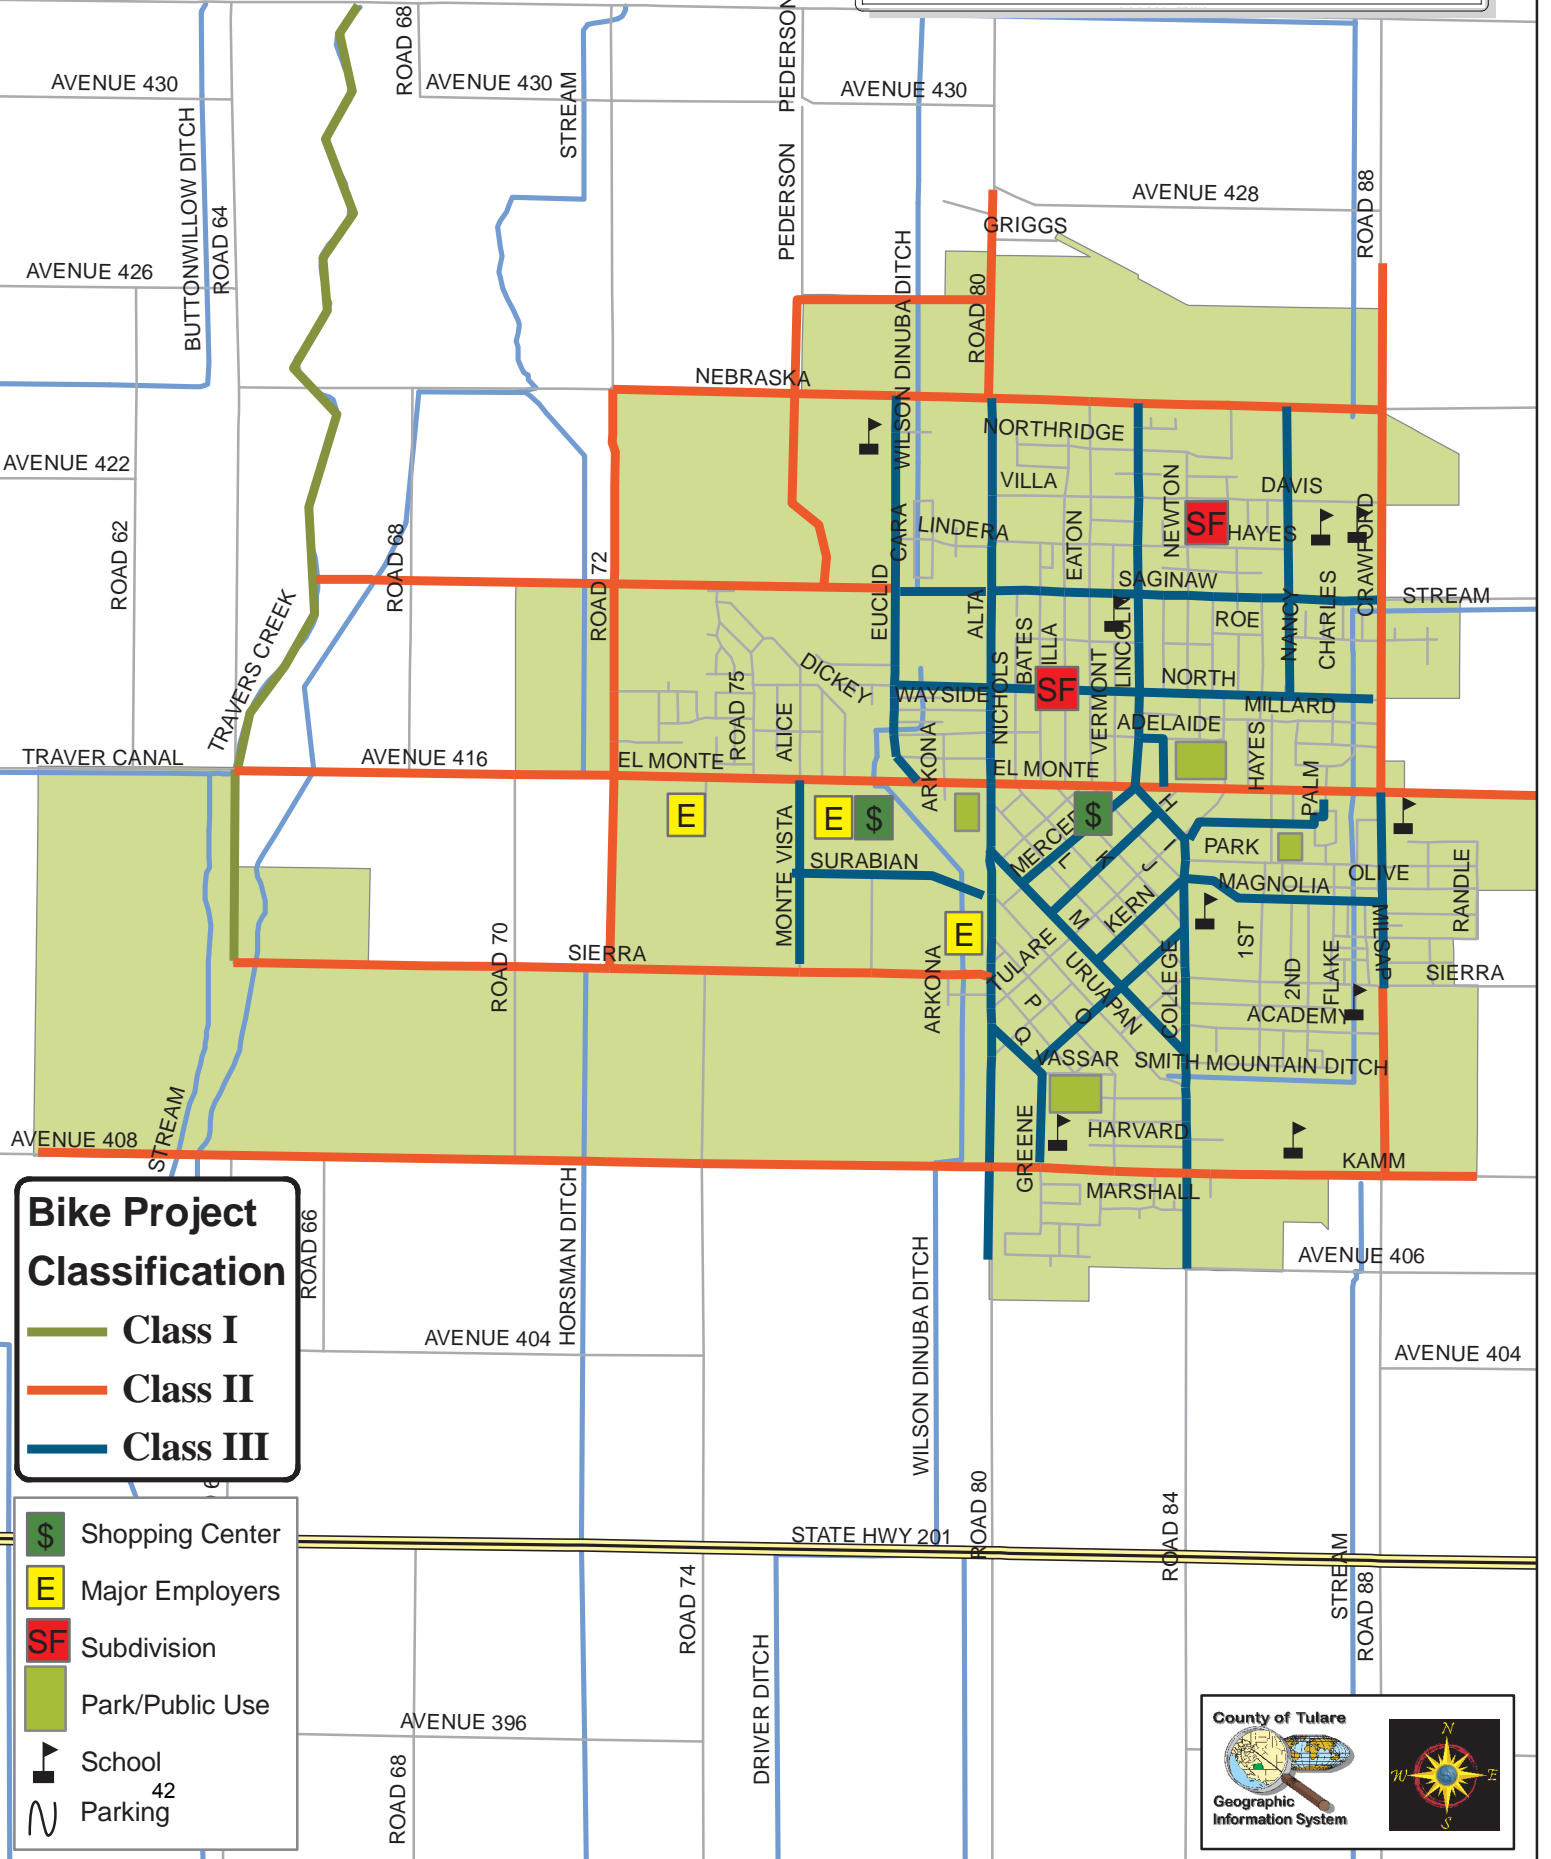 PEDERSON
ROAD 68
AVENUE 430
AVENUE 430
AVENUE 430
STREAM
BUTTONWILLOW DITCH
ROAD 64
PEDERSON
AVENUE 428
ROAD 88
GRIGGS
AVENUE 426
WILSON DINUBA DITCH
ROAD 80
NEBRASKA
NORTHRIDGE
AVENUE 422
VILLA
DAVIS
NEWTON
SF
HAYES
CRAWFORD
CARA
LINDERA
EATON
ROAD 62
ROAD 68
ROAD 72
EUCLID
ALTA
SAGINAW
STREAM
ROE
NANCY
CHARLES
LINCOLN
BATES
ILLA
TRAVERS CREEK
DICKEY
WAYSIDE
NICHOLS
SF
VERMONT
NORTH
MILLARD
ADELAIDE
ROAD 75
ALICE
ARKONA
HAYES
PALM
TRAVER CANAL
AVENUE 416
EL MONTE
EL MONTE
E
E
$
$
H
MONTE VISTA
SURABIAN
MERCED
L
K
I
J
PARK
OLIVE
MAGNOLIA
RANDLE
E
M
KERN
1ST
MILSAP
ROAD 70
SIERRA
ARKONA
TULARE
URUAPAN
COLLEGE
2ND
FLAKE
SIERRA
P
O
Q
ACADEMY
VASSAR
SMITH MOUNTAIN DITCH
STREAM
AVENUE 408
GREENE
HARVARD
KAMM
MARSHALL
Bike Project
Classification
Class I
Class II
Class III
ROAD 66
HORSMAN DITCH
AVENUE 406
AVENUE 404
WILSON DINUBA DITCH
AVENUE 404
ROAD 80
ROAD 84
STATE HWY 201
STREAM
ROAD 88
ROAD 74
DRIVER DITCH
AVENUE 396
ROAD 68
$ Shopping Center
E Major Employers
SF Subdivision
Park/Public Use
School
42
Parking
County of Tulare
Geographic
Information System
N
W E
S